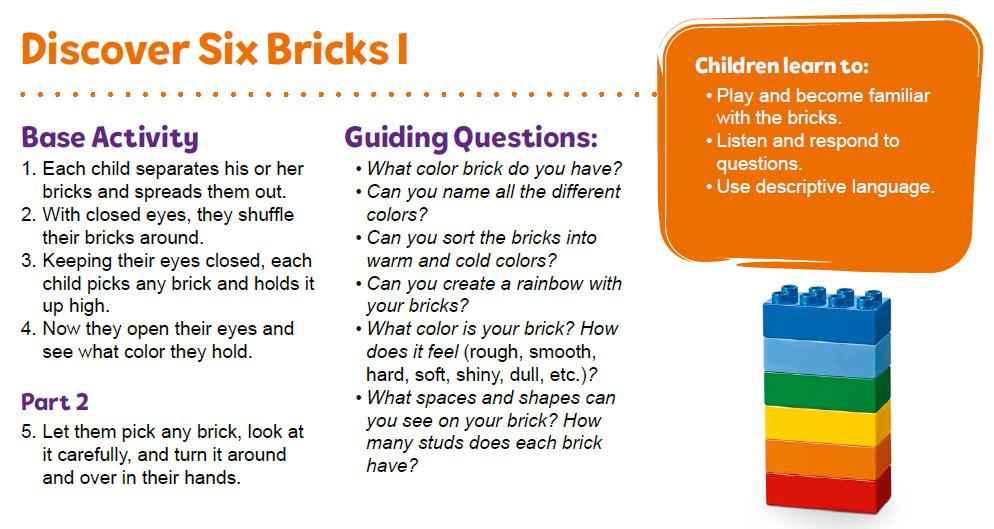 Discover Six Bricks I
Base Activity
1. Each child separates his or her
bricks and spreads them out.
2. With closed eyes, they shuffle
their bricks around.
3. Keeping their eyes closed, each
child picks any brick and holds it
up high.
4. Now they open their eyes and
see what color they hold.
Part 2
5. Let them pick any brick, look at
it carefully, and turn it around
and over in their hands.
Guiding Questions:
• What color brick do you have?
• Can you name all the different
colors?
• Can you sort the bricks into
warm and cold colors?
• Can you create a rainbow with
your bricks?
• What color is your brick? How
does it feel (rough, smooth,
hard, soft, shiny, dull, etc.)?
• What spaces and shapes can
you see on your brick? How
many studs does each brick
have?
Children learn to:
• Play and become familiar
with the bricks.
• Listen and respond to
questions.
• Use descriptive language.